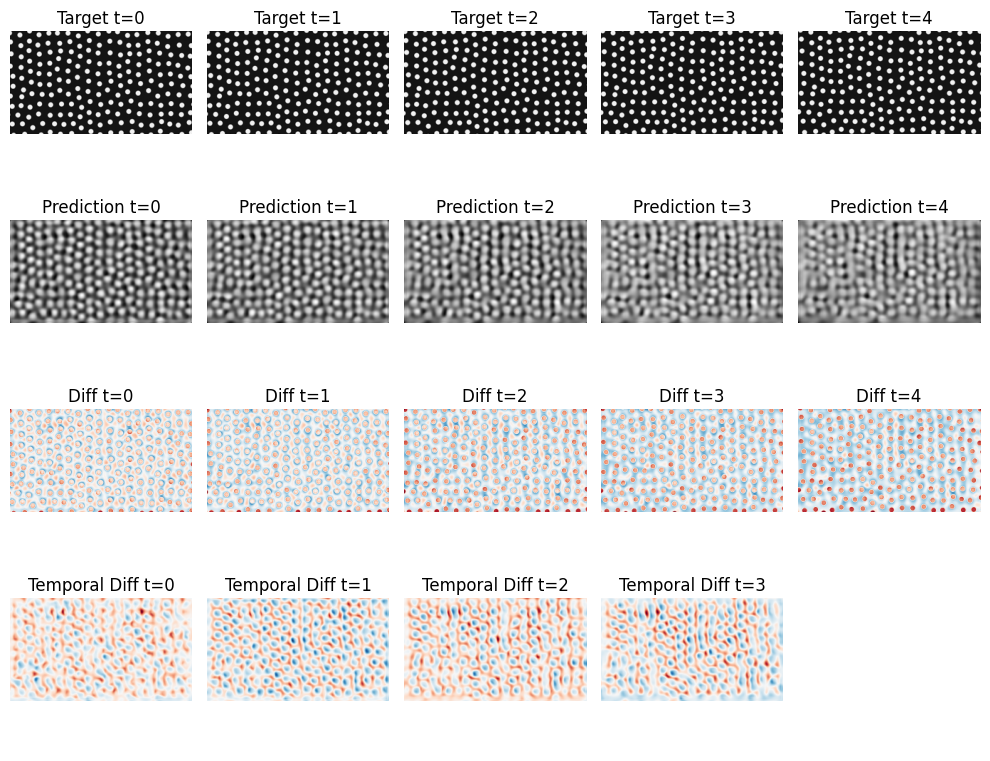 Target t=0 Target t=1 Target t=2 Target t=3 Target t=4
Prediction t=0 Prediction t=1 Prediction t=2 Prediction t=3 Prediction t=4
Diff t=0 Diff t=1 Diff t=2 Diff t=3 Diff t=4
Temporal Diff t=0 Temporal Diff t=1 Temporal Diff t=2 Temporal Diff t=3